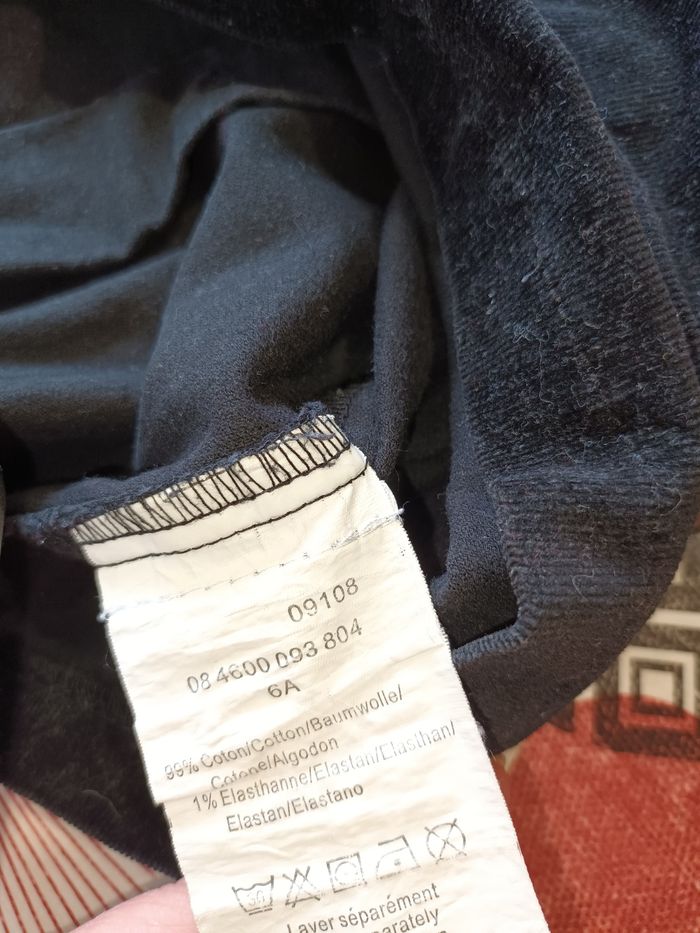 09108
08 4600 093 804
6A
99% Coton/Cotton/Baumwolle/
Cotone/Algodon
1% Elasthanne/Elastan/Elasthan/
Elastan/Elastano
30
Laver séparément